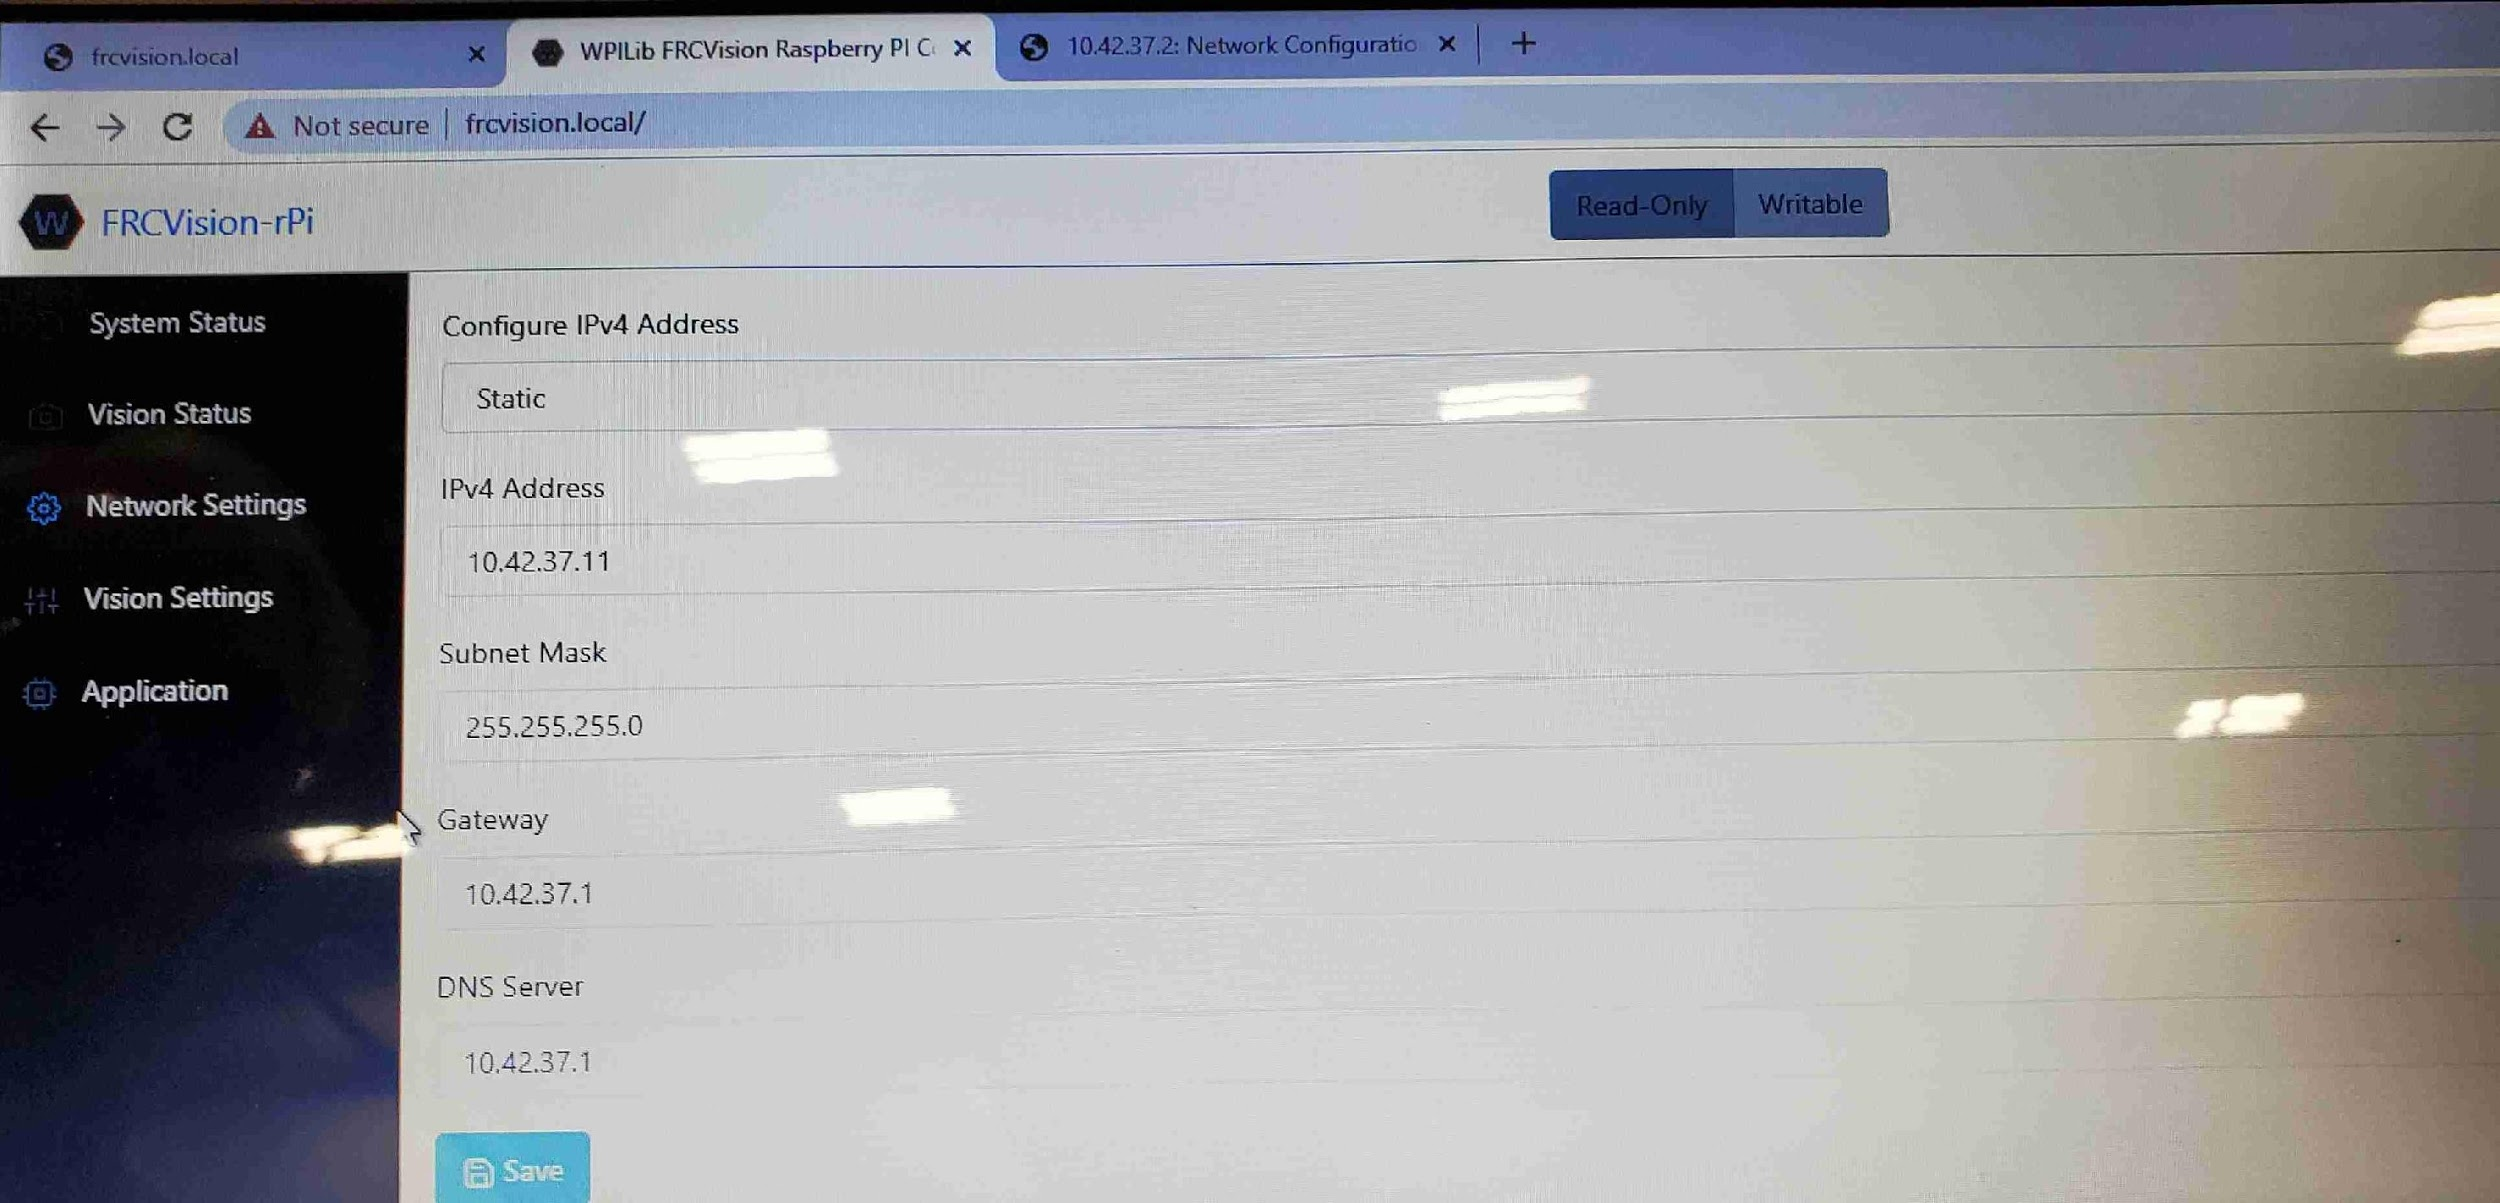 frcvision.local
WPILib FRCVision Raspberry PI C
10.42.37.2: Network Configuratio
Not secure | frcvision.local/
W FRCVision-rPi
Read-Only Writable
System Status
Vision Status
Network Settings
Vision Settings
Application
Configure IPv4 Address
Static
IPv4 Address
10.42.37.11
Subnet Mask
255.255.255.0
Gateway
10.42.37.1
DNS Server
10.42.37.1
Save